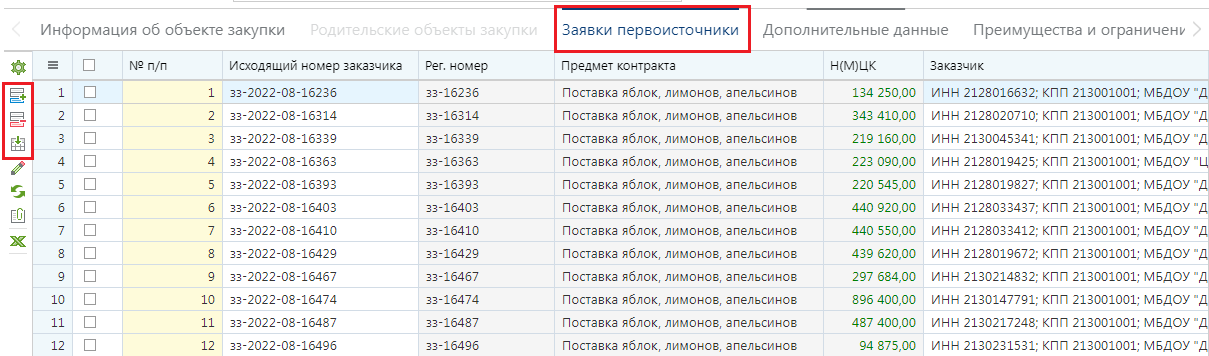 Информация об объекте закупки Родительские объекты закупки Заявки первоисточники Дополнительные данные Преимущества и ограничени
№ п/п Исходящий номер заказчика Рег. номер Предмет контракта Н(М)ЦК Заказчик
1 1 зз-2022-08-16236 зз-16236 Поставка яблок, лимонов, апельсинов 134 250,00 ИНН 2128016632; КПП 213001001; МБДОУ "Д
2 2 зз-2022-08-16314 зз-16314 Поставка яблок, лимонов, апельсинов 343 410,00 ИНН 2128020710; КПП 213001001; МБДОУ "Д
3 3 зз-2022-08-16339 зз-16339 Поставка яблок, лимонов, апельсинов 219 160,00 ИНН 2130045341; КПП 213001001; МБДОУ "Д
4 4 зз-2022-08-16363 зз-16363 Поставка яблок, лимонов, апельсинов 223 090,00 ИНН 2128019425; КПП 213001001; МБДОУ "Ц
5 5 зз-2022-08-16393 зз-16393 Поставка яблок, лимонов, апельсинов 220 545,00 ИНН 2128019827; КПП 213001001; МБДОУ "Д
6 6 зз-2022-08-16403 зз-16403 Поставка яблок, лимонов, апельсинов 440 920,00 ИНН 2128033437; КПП 213001001; МБДОУ "Д
7 7 зз-2022-08-16410 зз-16410 Поставка яблок, лимонов, апельсинов 440 550,00 ИНН 2128033412; КПП 213001001; МБДОУ "Д
8 8 зз-2022-08-16429 зз-16429 Поставка яблок, лимонов, апельсинов 439 620,00 ИНН 2128019672; КПП 213001001; МБДОУ "Д
9 9 зз-2022-08-16467 зз-16467 Поставка яблок, лимонов, апельсинов 297 684,00 ИНН 2130214832; КПП 213001001; МБДОУ "Д
10 10 зз-2022-08-16474 зз-16474 Поставка яблок, лимонов, апельсинов 896 400,00 ИНН 2130147791; КПП 213001001; МБДОУ "Д
11 11 зз-2022-08-16487 зз-16487 Поставка яблок, лимонов, апельсинов 487 400,00 ИНН 2130217248; КПП 213001001; МБДОУ "Д
12 12 зз-2022-08-16496 зз-16496 Поставка яблок, лимонов, апельсинов 94 875,00 ИНН 2130231531; КПП 213001001; МБДОУ "Д